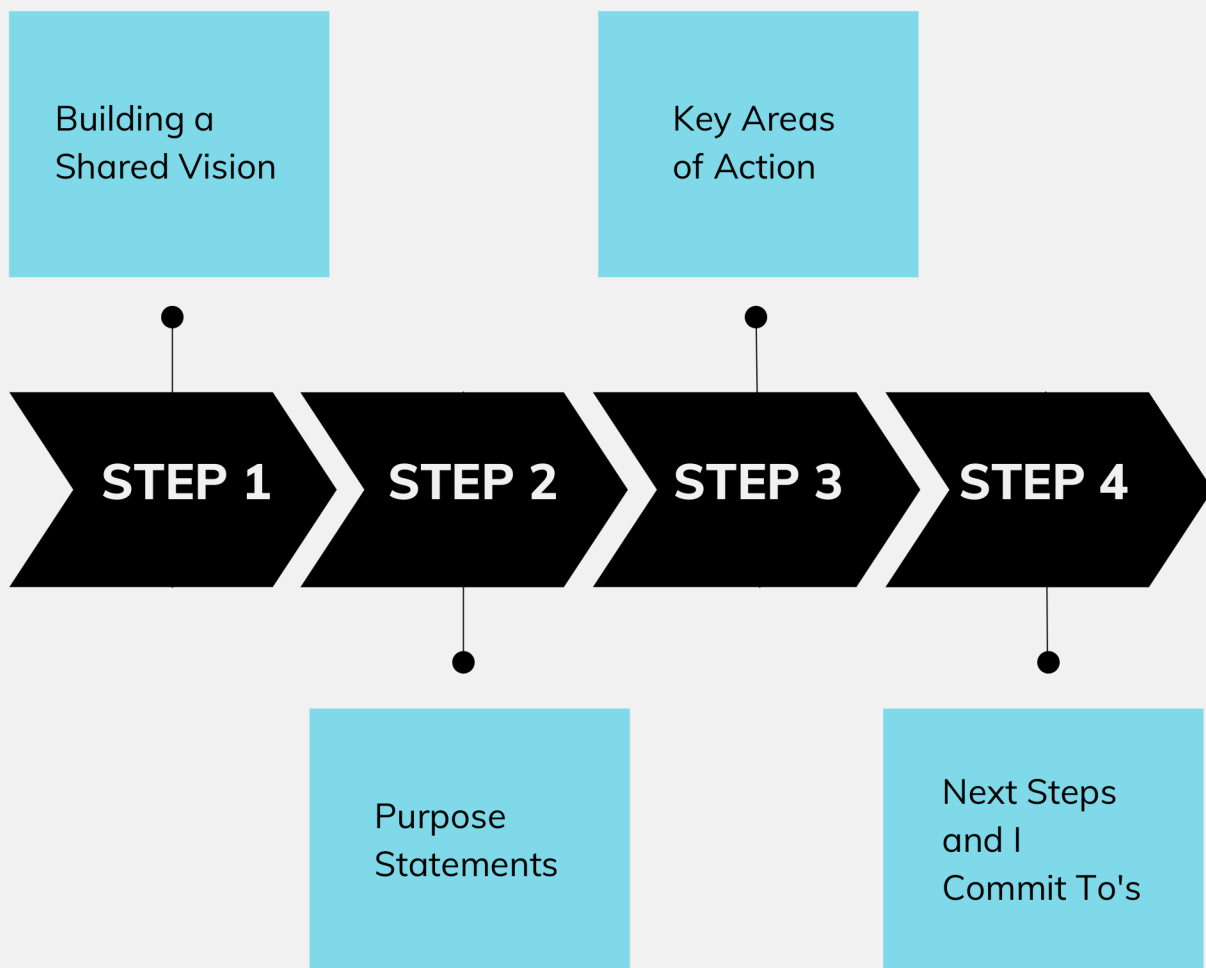 Building a
Shared Vision
Key Areas
of Action
STEP 1
STEP 2
STEP 3
STEP 4
Purpose
Statements
Next Steps
and I
Commit To's